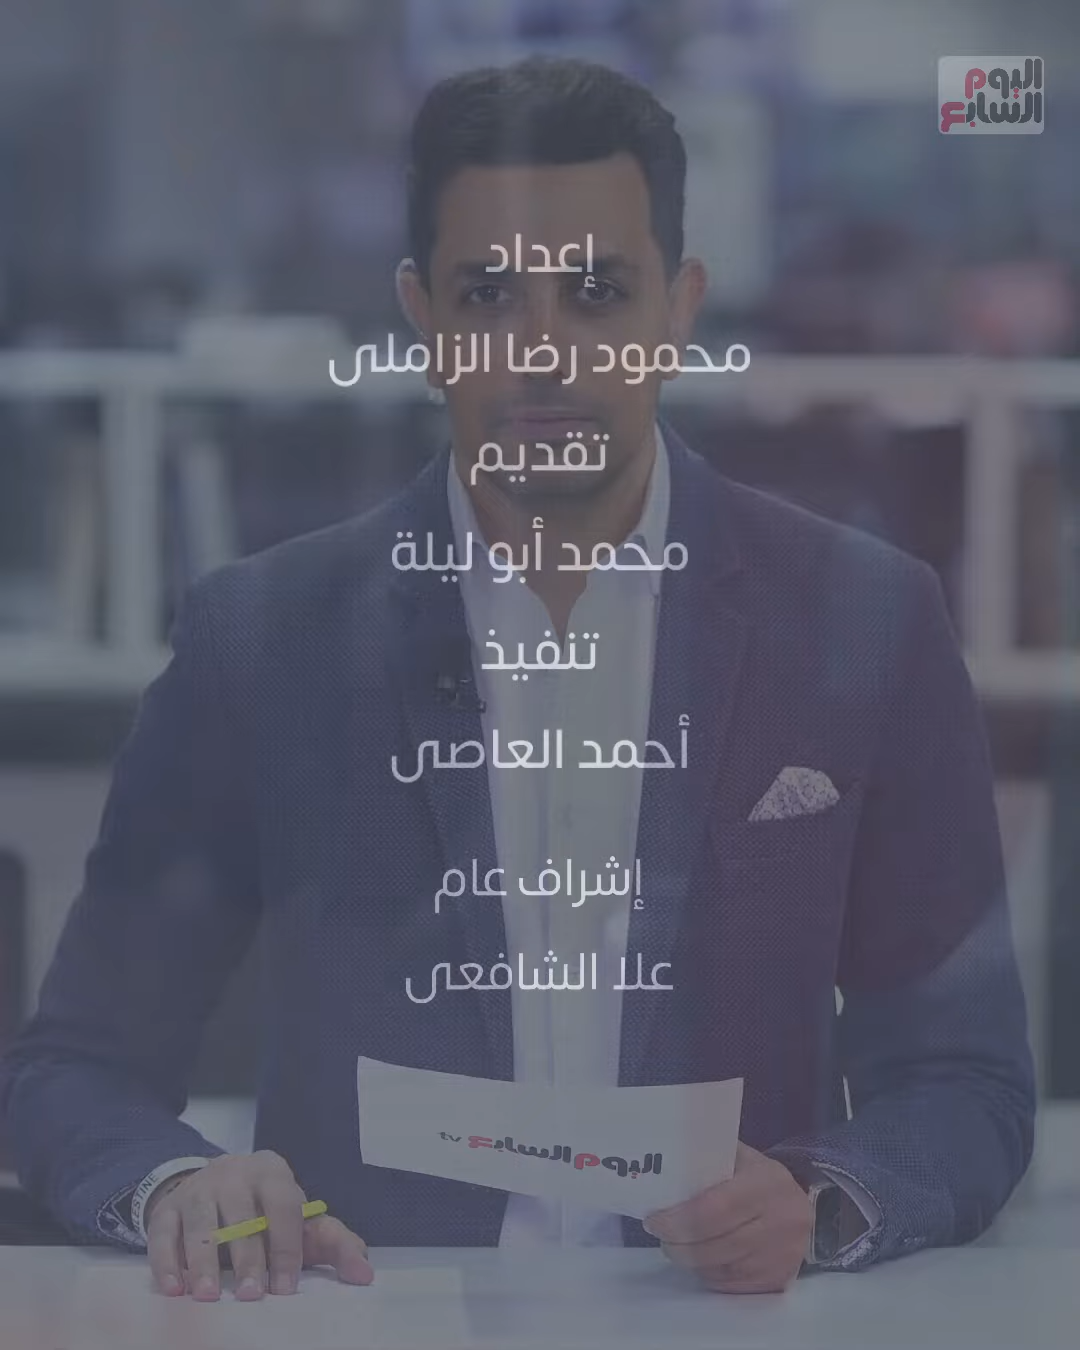 اليوم
السابع
إعداد
محمود رضا الزاملى
تقديم
محمد أبو ليلة
تنفيذ
أحمد العاصى
إشراف عام
علا الشافعى
اليوم السابع tv